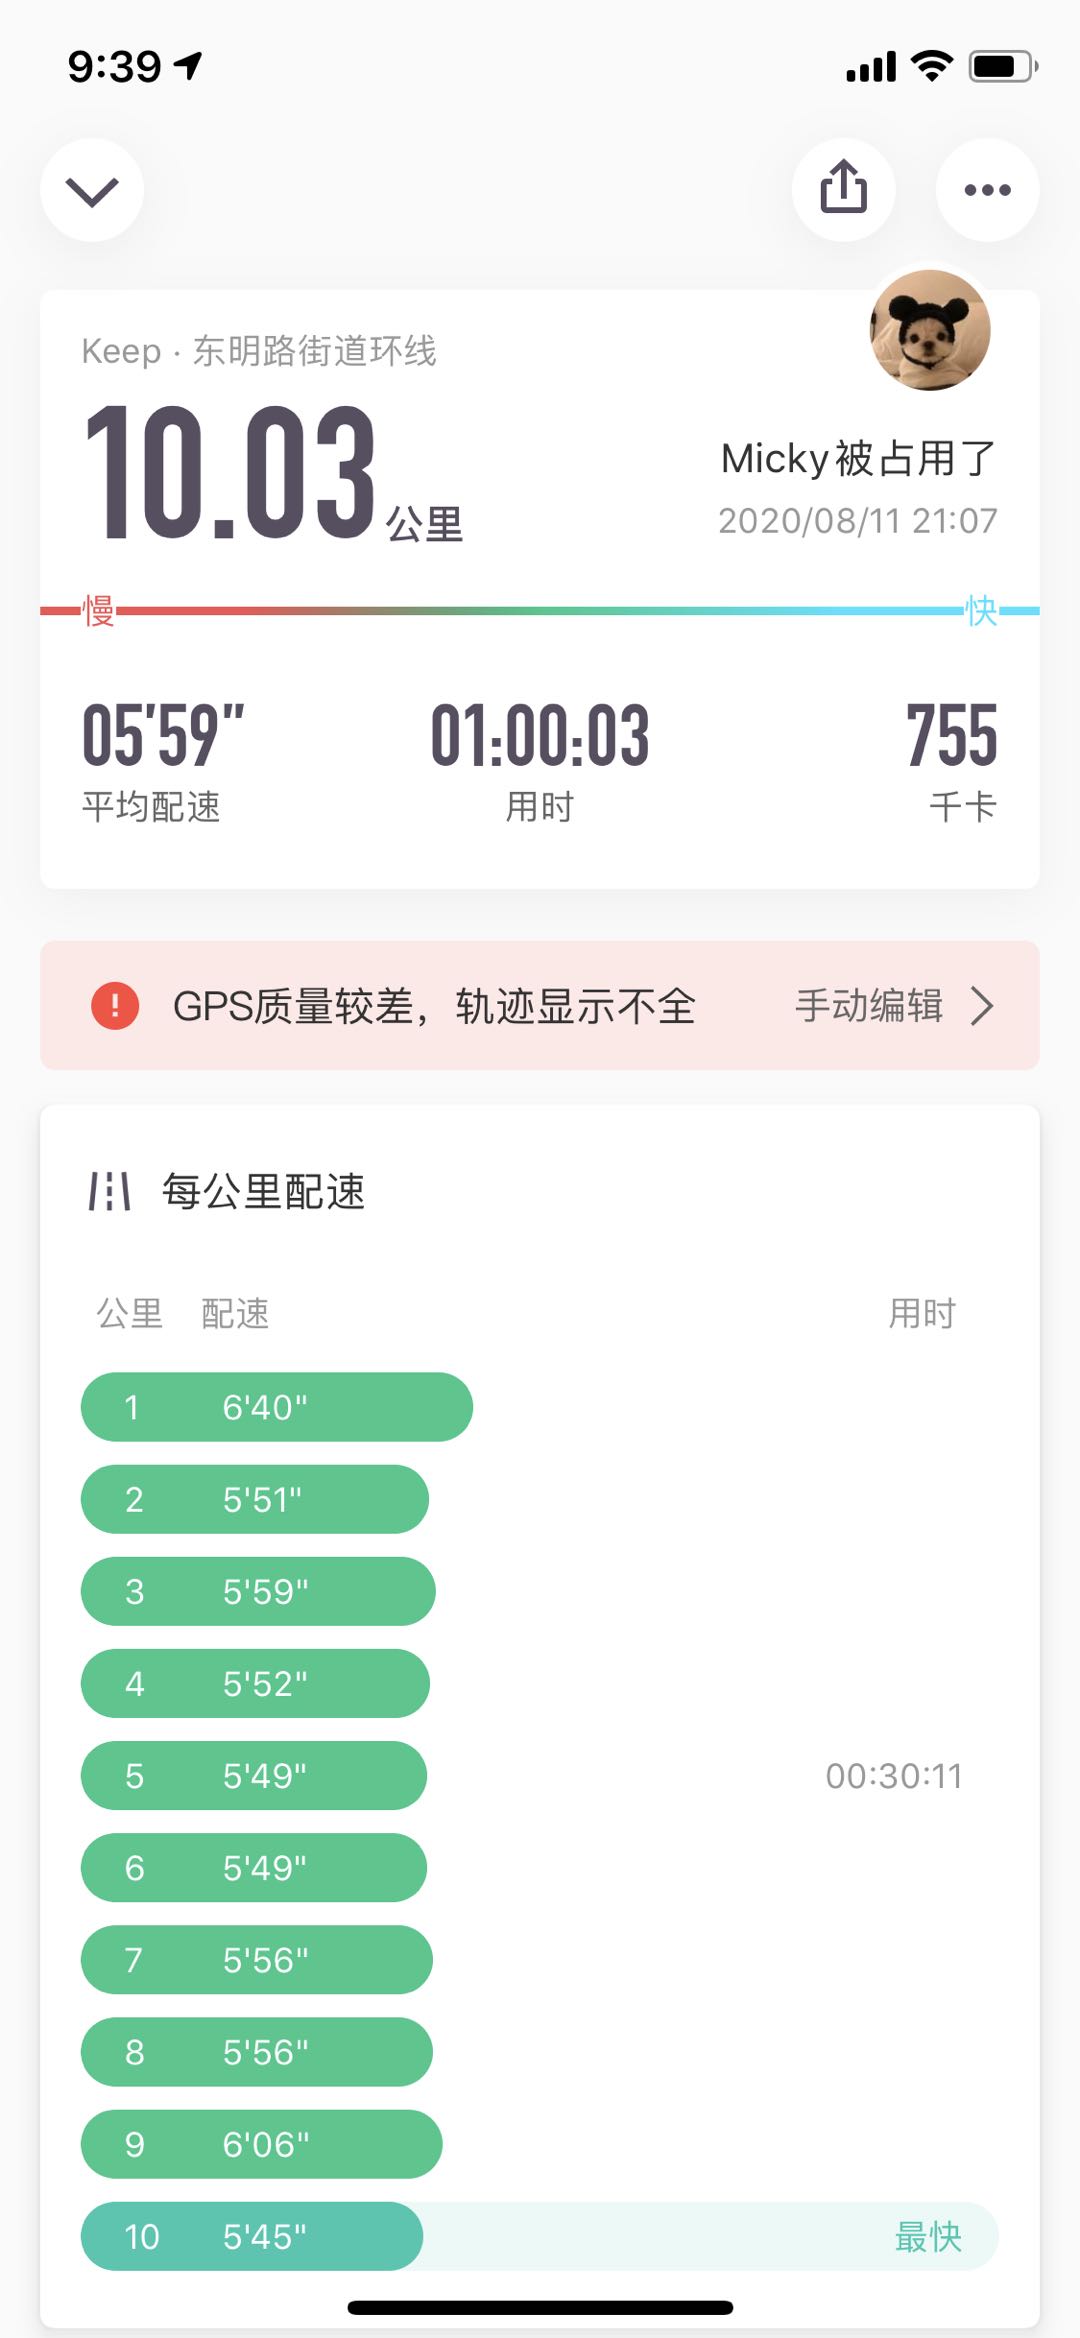 9:39
Keep · 东明路街道环线
10.03公里
Micky被占用了
2020/08/11 21:07
慢 快
05'59" 01:00:03 755
平均配速 用时 千卡
GPS质量较差，轨迹显示不全 手动编辑
每公里配速
公里 配速 用时
1 6'40"
2 5'51"
3 5'59"
4 5'52"
5 5'49" 00:30:11
6 5'49"
7 5'56"
8 5'56"
9 6'06"
10 5'45" 最快